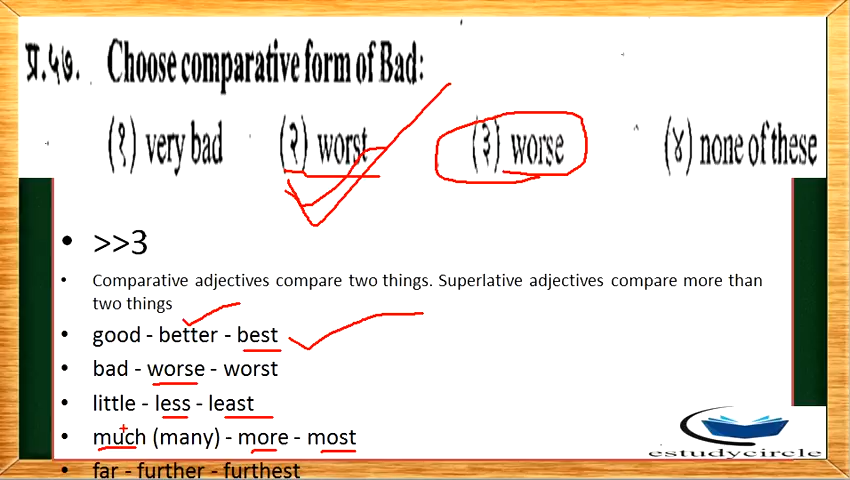 प्र.५७. Choose comparative form of Bad:
(१) very bad (२) worst (३) worse (४) none of these
• >>3
• Comparative adjectives compare two things. Superlative adjectives compare more than
two things
• good - better - best
• bad - worse - worst
• little - less - least
• much (many) - more - most
• far - further - furthest
estudycircle